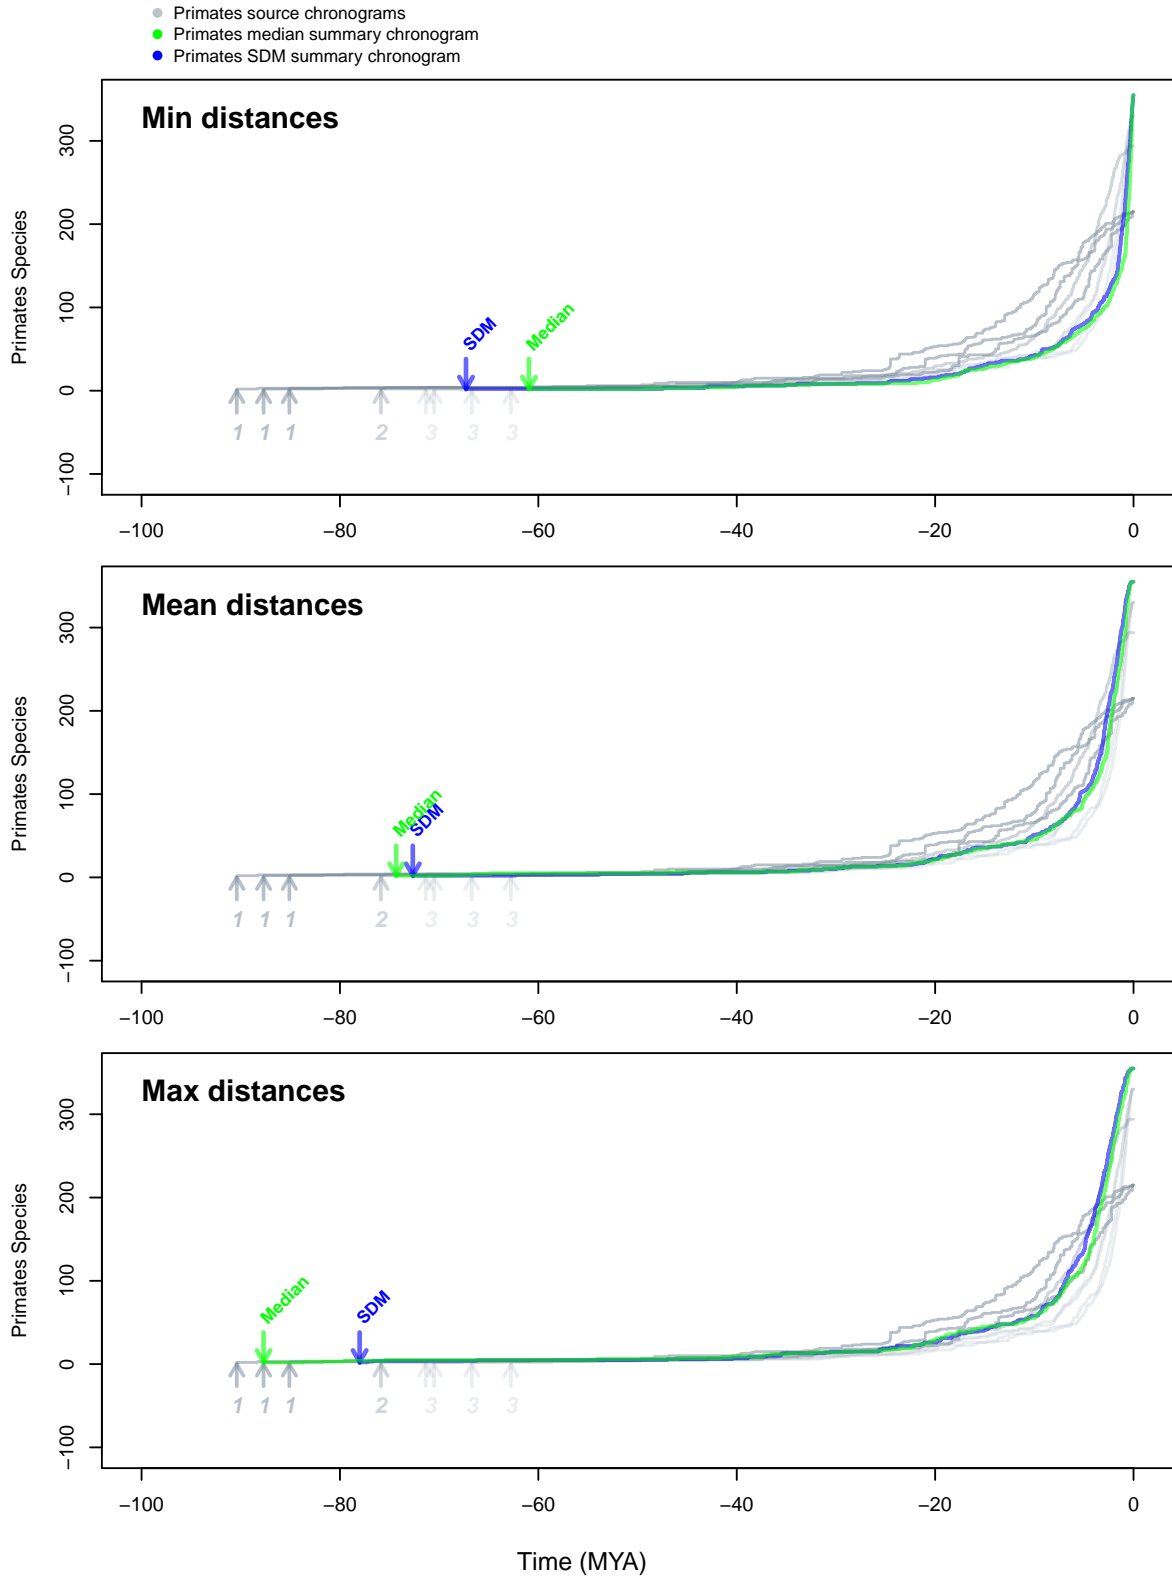 Primates source chronograms
Primates median summary chronogram
Primates SDM summary chronogram
Min distances
Primates Species
300
200
100
0
−100
SDM
Median
1 1 1 2 3 3 3
−100 −80 −60 −40 −20 0
Mean distances
Primates Species
300
200
100
0
−100
Median
SDM
1 1 1 2 3 3 3
−100 −80 −60 −40 −20 0
Max distances
Primates Species
300
200
100
0
−100
Median
SDM
1 1 1 2 3 3 3
−100 −80 −60 −40 −20 0
Time (MYA)